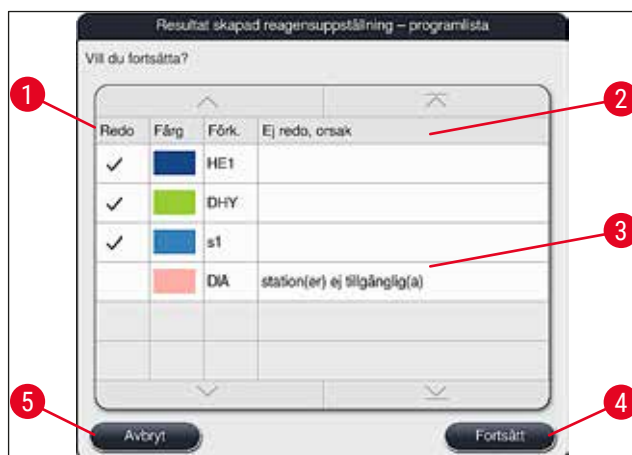 Resultat skapad reagensuppställning – programlista
Vill du fortsätta?
1
2
Redo Färg Förk. Ej redo, orsak
HE1
DHY
s1
3
DIA station(er) ej tillgänglig(a)
5
4
Avbryt Fortsätt